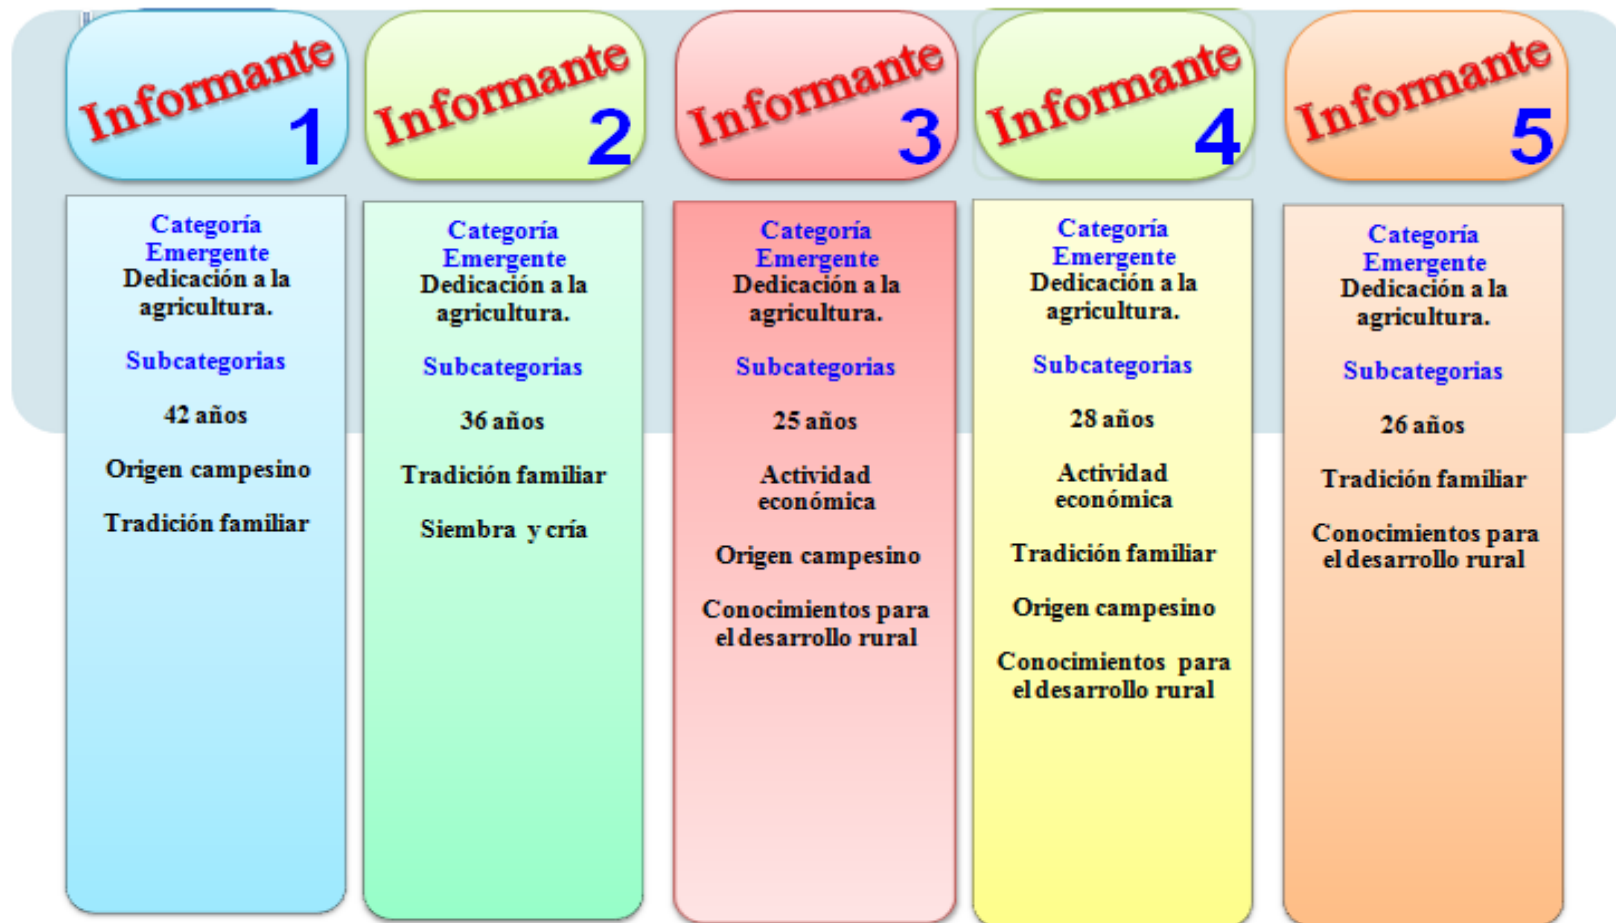 Informante
1
Categoría
Emergente
Dedicación a la
agricultura.
Subcategorias
42 años
Origen campesino
Tradición familiar
Informante
2
Categoría
Emergente
Dedicación a la
agricultura.
Subcategorias
36 años
Tradición familiar
Siembra y cría
Informante
3
Categoría
Emergente
Dedicación a la
agricultura.
Subcategorias
25 años
Actividad
económica
Origen campesino
Conocimientos para
el desarrollo rural
Informante
4
Categoría
Emergente
Dedicación a la
agricultura.
Subcategorias
28 años
Actividad
económica
Tradición familiar
Origen campesino
Conocimientos para
el desarrollo rural
Informante
5
Categoría
Emergente
Dedicación a la
agricultura.
Subcategorias
26 años
Tradición familiar
Conocimientos para
el desarrollo rural